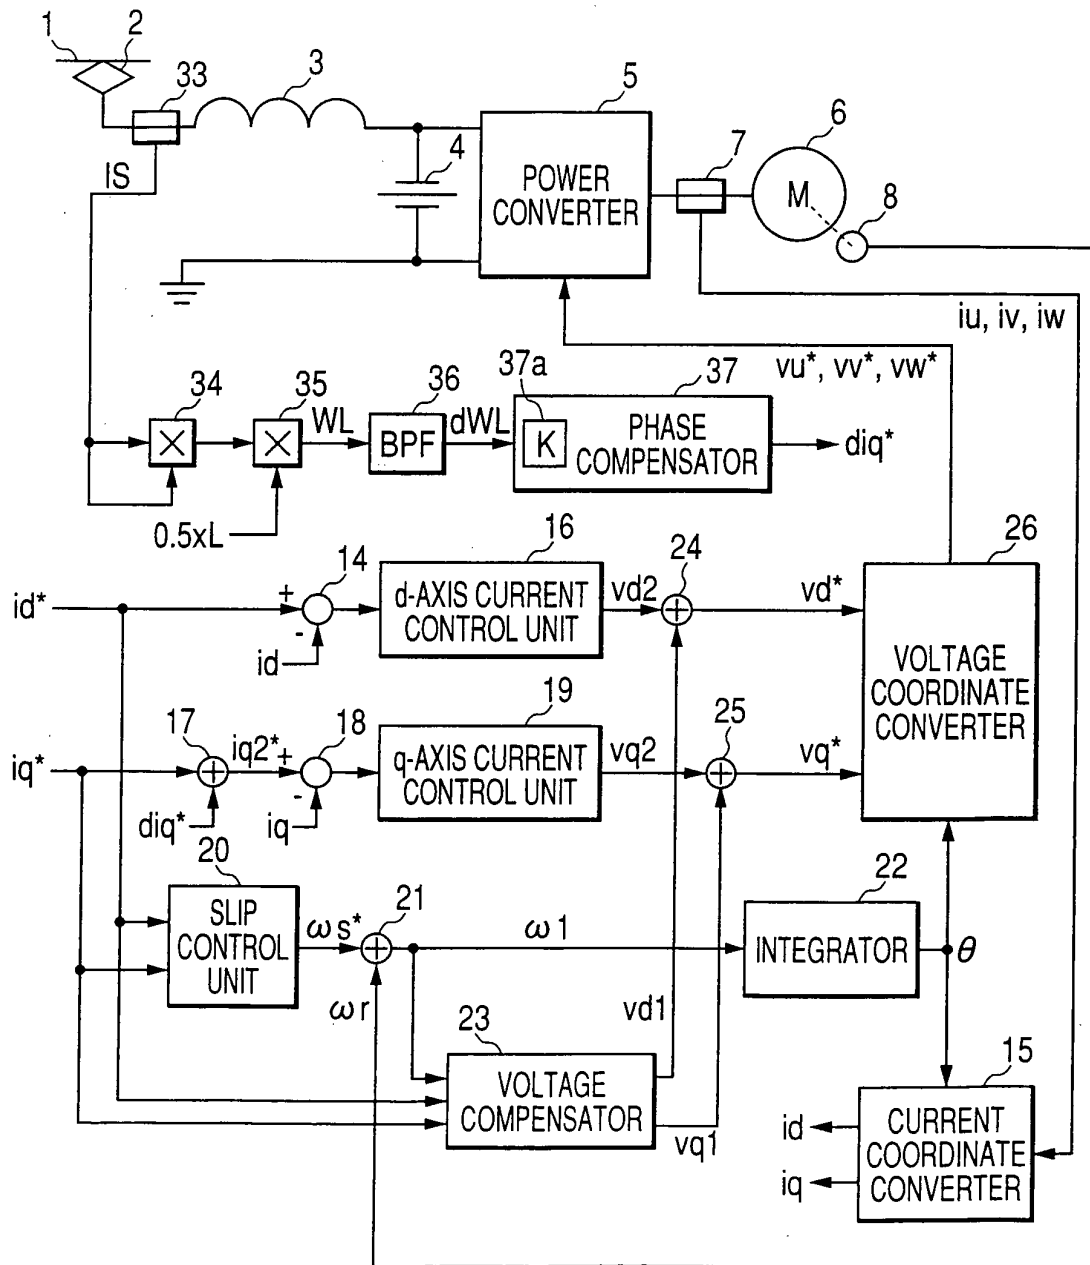 1
2
33
3
5
7
6
4
8
IS
POWER
CONVERTER
M
iu, iv, iw
vu*, vv*, vw*
34
35
36
37a
37
WL
dWL
BPF
K
PHASE
COMPENSATOR
diq*
0.5xL
16
24
26
id*
+
14
-
id
d-AXIS CURRENT
CONTROL UNIT
vd2
vd*
VOLTAGE
COORDINATE
CONVERTER
17
18
19
25
iq*
iq2*
+
-
iq
diq*
q-AXIS CURRENT
CONTROL UNIT
vq2
vq*
20
21
22
SLIP
CONTROL
UNIT
ωs*
ω1
INTEGRATOR
θ
ωr
vd1
23
VOLTAGE
COMPENSATOR
vq1
15
id
iq
CURRENT
COORDINATE
CONVERTER